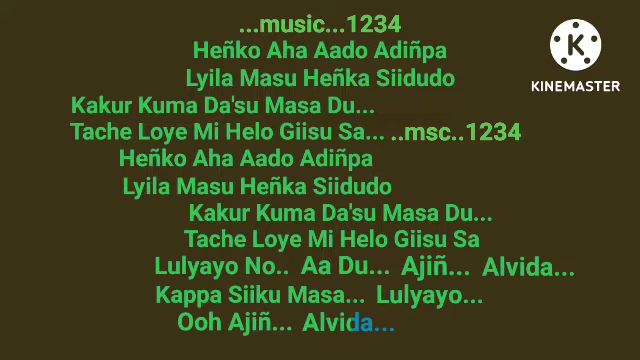 ...music...1234
Heñko Aha Aado Adiñpa
Lyila Masu Heñka Siidudo
KINEMASTER
Kakur Kuma Da'su Masa Du...
Tache Loye Mi Helo Giisu Sa... ..msc..1234
Heñko Aha Aado Adiñpa
Lyila Masu Heñka Siidudo
Kakur Kuma Da'su Masa Du...
Tache Loye Mi Helo Giisu Sa
Lulyayo No.. Aa Du... Ajiñ... Alvida...
Kappa Siiku Masa... Lulyayo...
Ooh Ajiñ... Alvida...